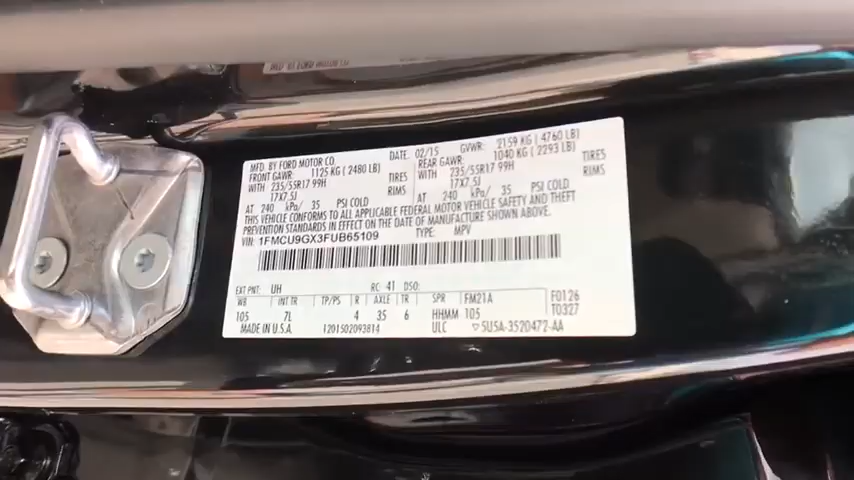 MFD. BY FORD MOTOR CO. DATE: 02/15 GVWR: 2159 KG ( 4760 LB)
FRONT GAWR: 1125 KG ( 2480 LB) REAR GAWR: 1040 KG ( 2293 LB)
WITH 235/55R17 99H TIRES WITH 235/55R17 99H TIRES
17X7.5J RIMS 17X7.5J RIMS
AT 240 kPa/ 35 PSI COLD AT 240 kPa/ 35 PSI COLD
THIS VEHICLE CONFORMS TO ALL APPLICABLE FEDERAL MOTOR VEHICLE SAFETY AND THEFT
PREVENTION STANDARDS IN EFFECT ON THE DATE OF MANUFACTURE SHOWN ABOVE.
VIN: 1FMCU9GX3FUB65109 TYPE: MPV
EXT PNT: UH RC: 41 DSO:
WB INT TR TP/PS R AXLE TR SPR FM21A F0126
105 7L 4 35 6 HHMM 105 T0327
MADE IN U.S.A. 1201502093814 ULC 5U5A-3520472-AA